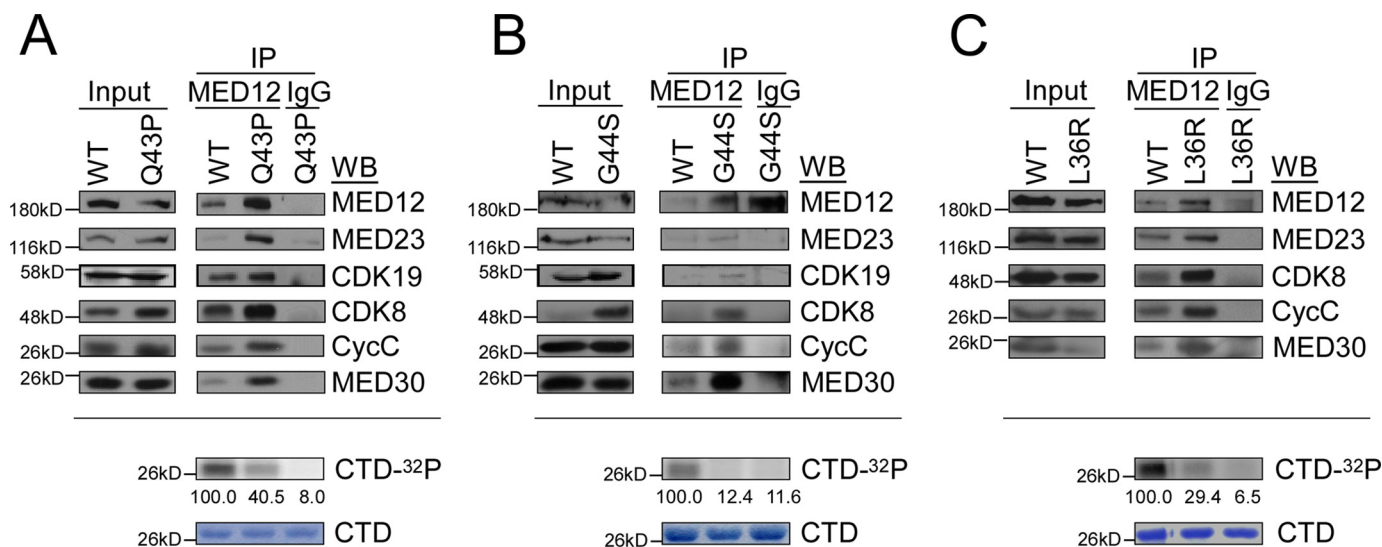 A
IP
Input MED12 IgG
WT Q43P WT Q43P Q43P WB
180kD MED12
116kD MED23
58kD CDK19
48kD CDK8
26kD CycC
26kD MED30
26kD CTD-³²P
100.0 40.5 8.0
26kD CTD
B
IP
Input MED12 IgG
WT G44S WT G44S G44S WB
180kD MED12
116kD MED23
58kD CDK19
48kD CDK8
26kD CycC
26kD MED30
26kD CTD-³²P
100.0 12.4 11.6
26kD CTD
C
IP
Input MED12 IgG
WT L36R WT L36R L36R WB
180kD MED12
116kD MED23
48kD CDK8
26kD CycC
26kD MED30
26kD CTD-³²P
100.0 29.4 6.5
26kD CTD